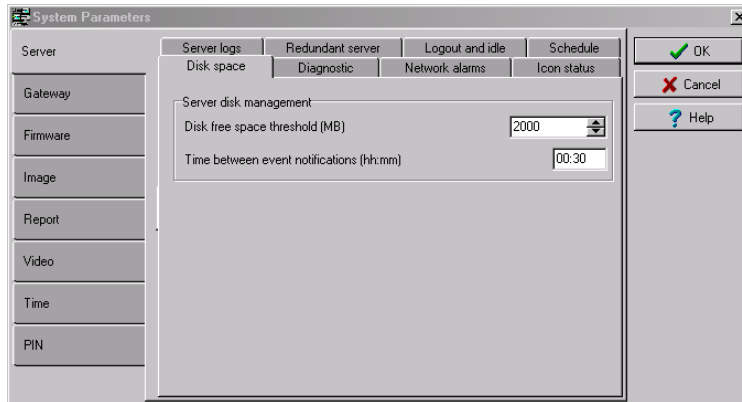 System Parameters
Server
Gateway
Firmware
Image
Report
Video
Time
PIN
Server logs
Redundant server
Logout and idle
Schedule
Disk space
Diagnostic
Network alarms
Icon status
Server disk management
Disk free space threshold (MB)
2000
Time between event notifications (hh:mm)
00:30
OK
Cancel
Help